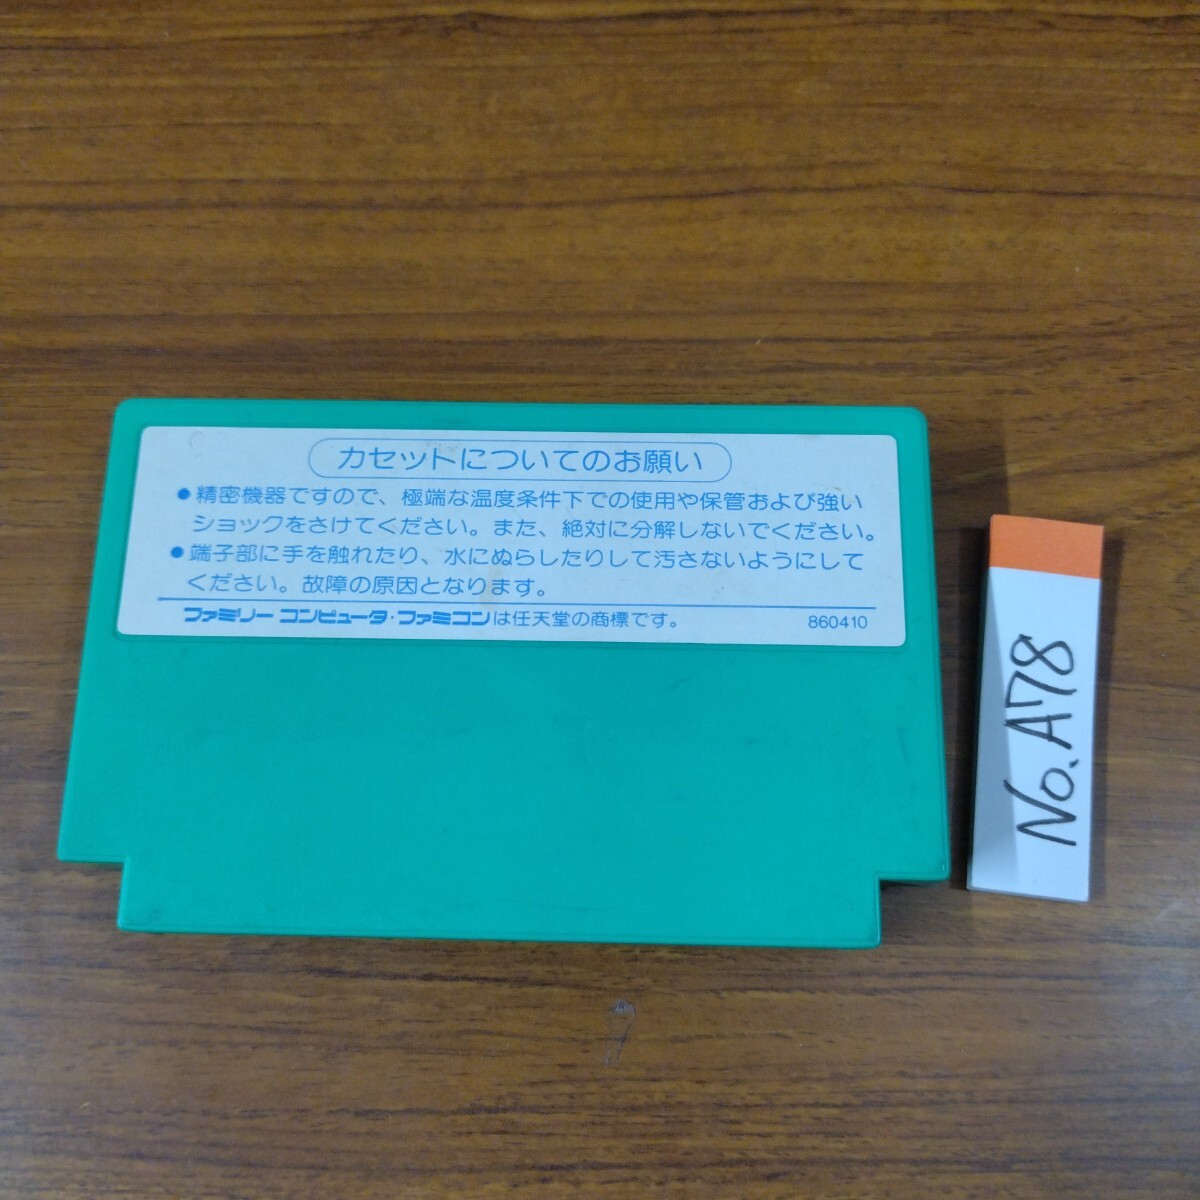 カセットについてのお願い
●精密機器ですので、極端な温度条件下での使用や保管および強い
ショックをさけてください。また、絶対に分解しないでください。
●端子部に手を触れたり、水にぬらしたりして汚さないようにして
ください。故障の原因となります。
ファミリー コンピュータ・ファミコンは任天堂の商標です。 860410
No.A78